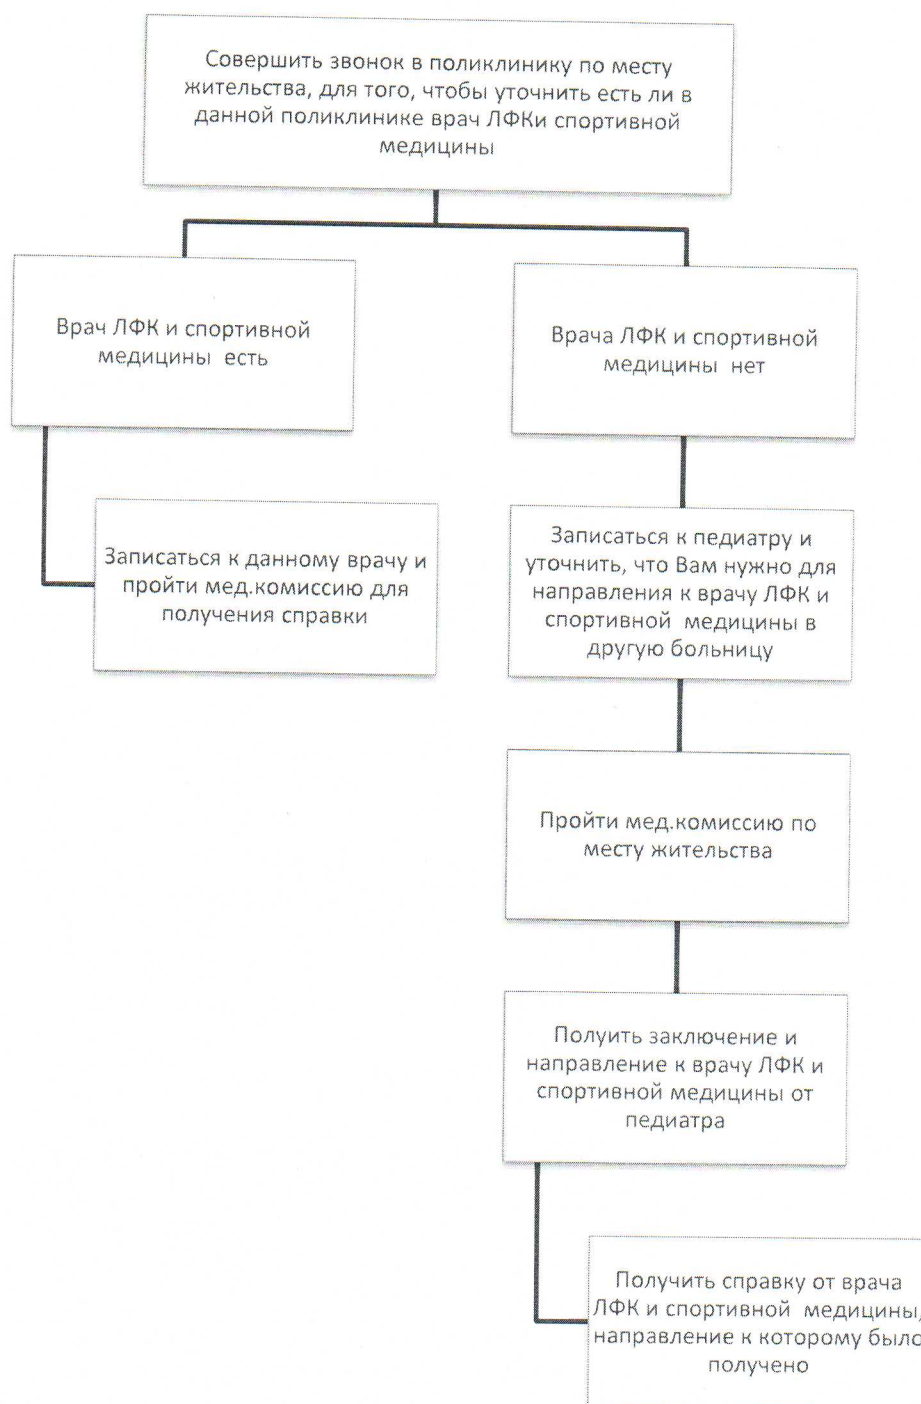 Совершить звонок в поликлинику по месту
жительства, для того, чтобы уточнить есть ли в
данной поликлинике врач ЛФКи спортивной
медицины
Врач ЛФК и спортивной
медицины есть
Врача ЛФК и спортивной
медицины нет
Записаться к данному врачу и
пройти мед.комиссию для
получения справки
Записаться к педиатру и
уточнить, что Вам нужно для
направления к врачу ЛФК и
спортивной медицины в
другую больницу
Пройти мед.комиссию по
месту жительства
Полуить заключение и
направление к врачу ЛФК и
спортивной медицины от
педиатра
Получить справку от врача
ЛФК и спортивной медицины,
направление к которому было
получено